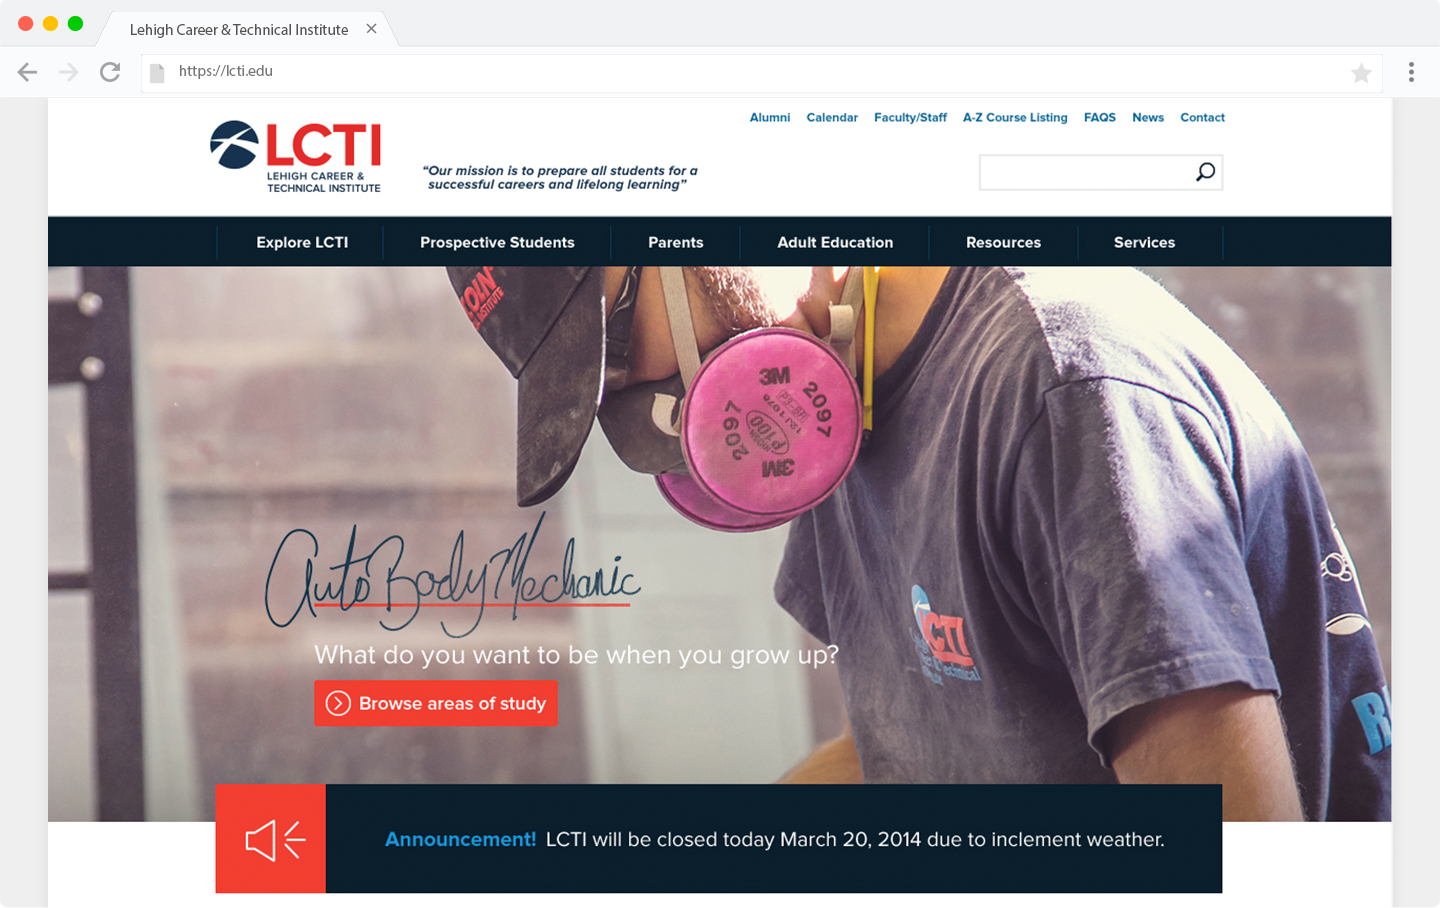 Lehigh Career & Technical Institute
https://lcti.edu
Alumni Calendar Faculty/Staff A-Z Course Listing FAQS News Contact
LCTI
LEHIGH CAREER &
TECHNICAL INSTITUTE
“Our mission is to prepare all students for a
successful careers and lifelong learning”
Explore LCTI Prospective Students Parents Adult Education Resources Services
3M
2097
P100
2097
3M
Auto Body Mechanic
LCTI
Technical
What do you want to be when you grow up?
Browse areas of study
Announcement! LCTI will be closed today March 20, 2014 due to inclement weather.